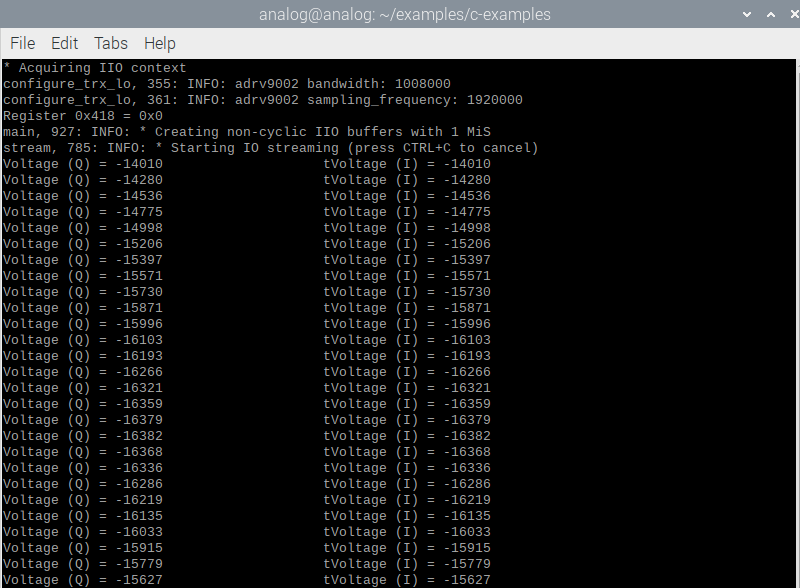 analog@analog: ~/examples/c-examples
File Edit Tabs Help
* Acquiring IIO context
configure_trx_lo, 355: INFO: adrv9002 bandwidth: 1008000
configure_trx_lo, 361: INFO: adrv9002 sampling_frequency: 1920000
Register 0x418 = 0x0
main, 927: INFO: * Creating non-cyclic IIO buffers with 1 MiS
stream, 785: INFO: * Starting IO streaming (press CTRL+C to cancel)
Voltage (Q) = -14010 tVoltage (I) = -14010
Voltage (Q) = -14280 tVoltage (I) = -14280
Voltage (Q) = -14536 tVoltage (I) = -14536
Voltage (Q) = -14775 tVoltage (I) = -14775
Voltage (Q) = -14998 tVoltage (I) = -14998
Voltage (Q) = -15206 tVoltage (I) = -15206
Voltage (Q) = -15397 tVoltage (I) = -15397
Voltage (Q) = -15571 tVoltage (I) = -15571
Voltage (Q) = -15730 tVoltage (I) = -15730
Voltage (Q) = -15871 tVoltage (I) = -15871
Voltage (Q) = -15996 tVoltage (I) = -15996
Voltage (Q) = -16103 tVoltage (I) = -16103
Voltage (Q) = -16193 tVoltage (I) = -16193
Voltage (Q) = -16266 tVoltage (I) = -16266
Voltage (Q) = -16321 tVoltage (I) = -16321
Voltage (Q) = -16359 tVoltage (I) = -16359
Voltage (Q) = -16379 tVoltage (I) = -16379
Voltage (Q) = -16382 tVoltage (I) = -16382
Voltage (Q) = -16368 tVoltage (I) = -16368
Voltage (Q) = -16336 tVoltage (I) = -16336
Voltage (Q) = -16286 tVoltage (I) = -16286
Voltage (Q) = -16219 tVoltage (I) = -16219
Voltage (Q) = -16135 tVoltage (I) = -16135
Voltage (Q) = -16033 tVoltage (I) = -16033
Voltage (Q) = -15915 tVoltage (I) = -15915
Voltage (Q) = -15779 tVoltage (I) = -15779
Voltage (Q) = -15627 tVoltage (I) = -15627